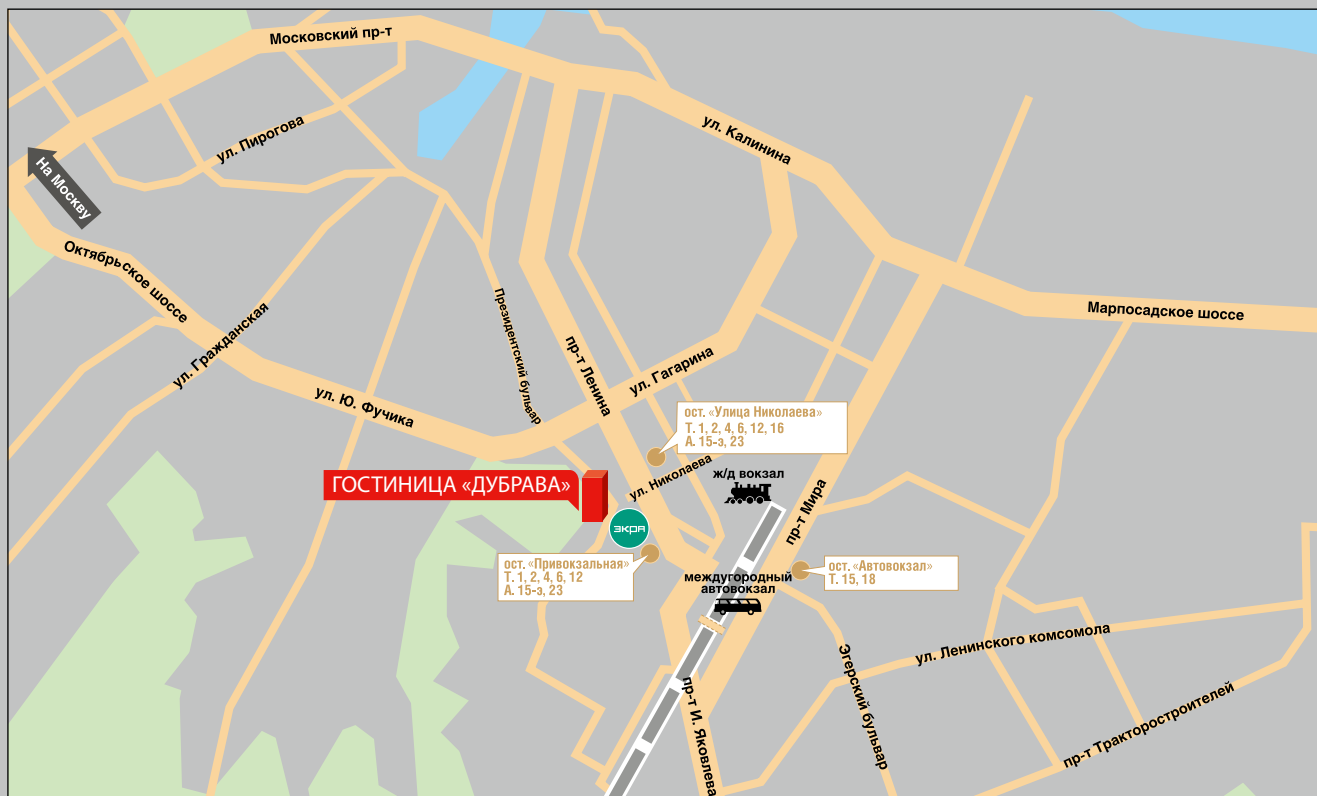 Московский пр-т
ул. Пирогова
ул. Калинина
На Москву
Октябрьское шоссе
Марпосадское шоссе
ул. Гражданская
Президентский бульвар
пр-т Ленина
ул. Гагарина
ул. Ю. Фучика
ост. «Улица Николаева»
Т. 1, 2, 4, 6, 12, 16
А. 15-э, 23
ул. Николаева
ж/д вокзал
ГОСТИНИЦА «ДУБРАВА»
пр-т Мира
экра
ост. «Привокзальная»
Т. 1, 2, 4, 6, 12
А. 15-э, 23
междугородный
автовокзал
ост. «Автовокзал»
Т. 15, 18
ул. Ленинского комсомола
Эгерский бульвар
пр-т И. Яковлева
пр-т Тракторостроителей